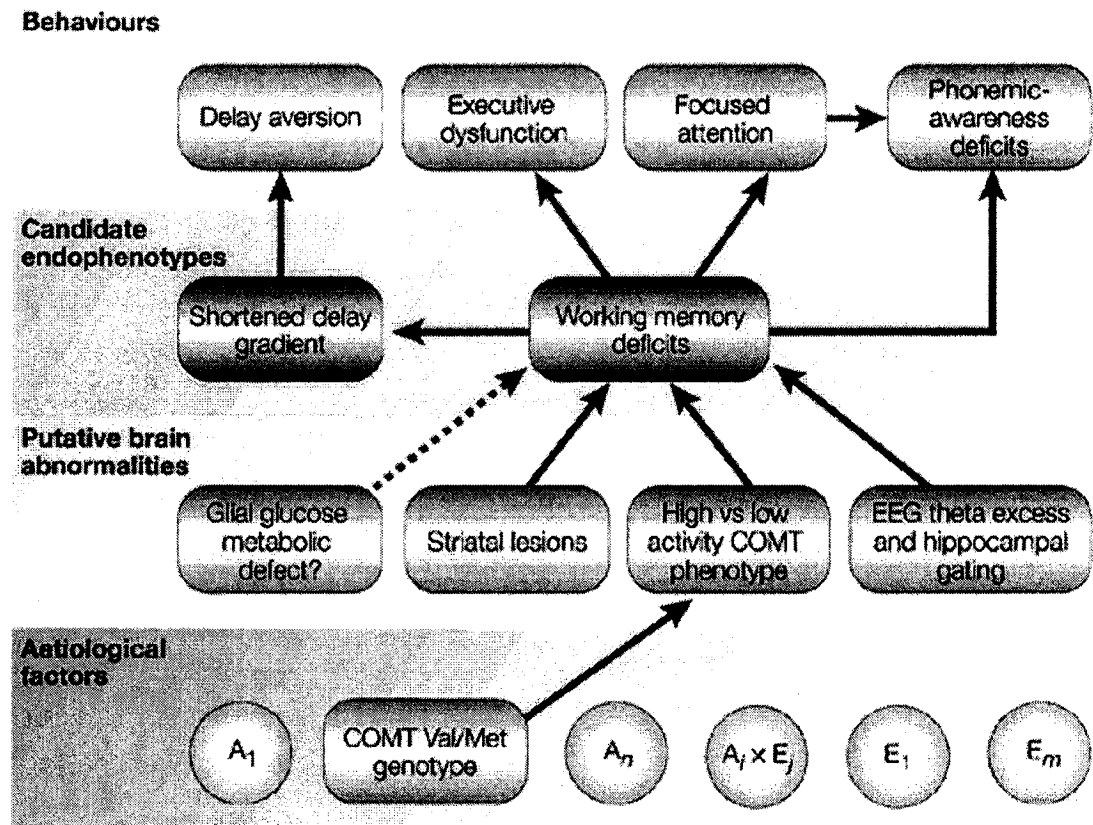 Behaviours
Delay aversion
Executive
dysfunction
Focused
attention
Phonemic-
awareness
deficits
Candidate
endophenotypes
Shortened delay
gradient
Working memory
deficits
Putative brain
abnormalities
Glial glucose
metabolic
defect?
Striatal lesions
High vs low
activity COMT
phenotype
EEG theta excess
and hippocampal
gating
Aetiological
factors
A₁
COMT Val/Met
genotype
Aₙ
Aᵢ × Eⱼ
E₁
Eₘ